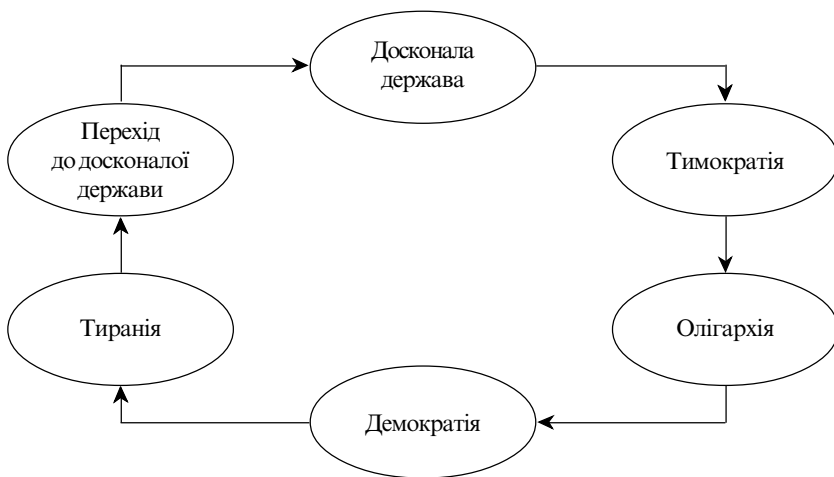 Досконала
держава
Перехід
до досконалої
держави
Тимократія
Тиранія
Олігархія
Демократія